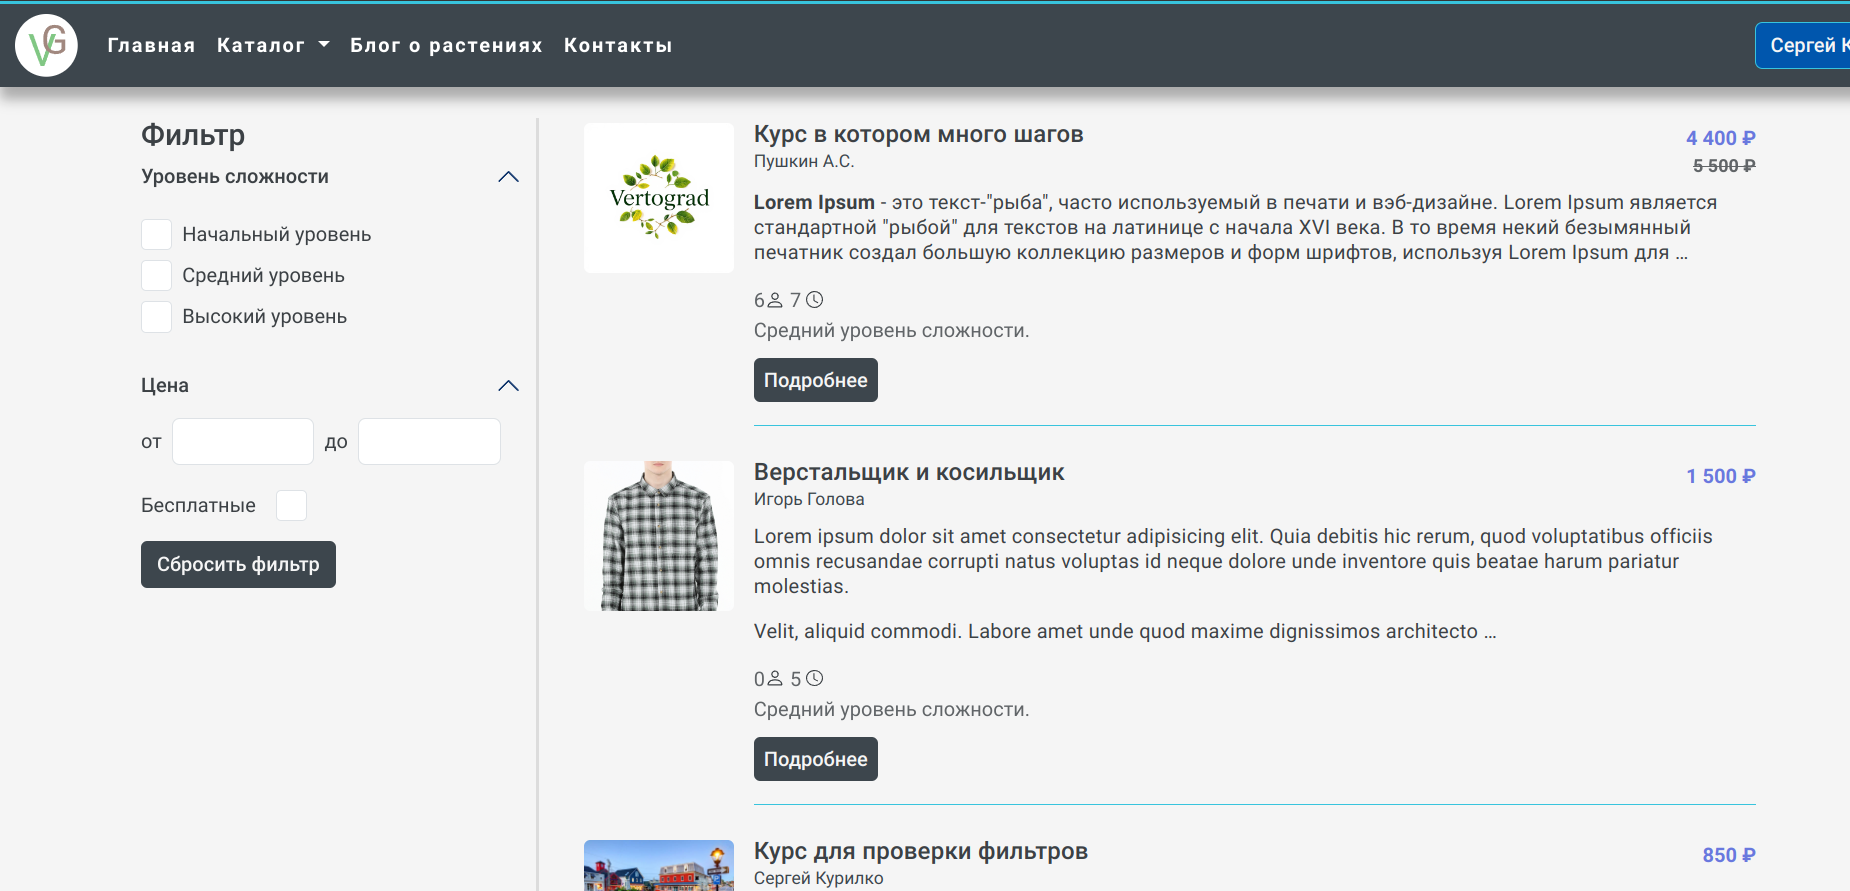 VG
Главная Каталог Блог о растениях Контакты
Сергей К
Фильтр
Уровень сложности
Начальный уровень
Средний уровень
Высокий уровень
Цена
от до
Бесплатные
Сбросить фильтр
Vertograd
Курс в котором много шагов
4 400 ₽
Пушкин А.С.
5 500 ₽
Lorem Ipsum - это текст-"рыба", часто используемый в печати и вэб-дизайне. Lorem Ipsum является
стандартной "рыбой" для текстов на латинице с начала XVI века. В то время некий безымянный
печатник создал большую коллекцию размеров и форм шрифтов, используя Lorem Ipsum для ...
6 7
Средний уровень сложности.
Подробнее
Верстальщик и косильщик
1 500 ₽
Игорь Голова
Lorem ipsum dolor sit amet consectetur adipisicing elit. Quia debitis hic rerum, quod voluptatibus officiis
omnis recusandae corrupti natus voluptas id neque dolore unde inventore quis beatae harum pariatur
molestias.
Velit, aliquid commodi. Labore amet unde quod maxime dignissimos architecto ...
0 5
Средний уровень сложности.
Подробнее
Курс для проверки фильтров
850 ₽
Сергей Курилко